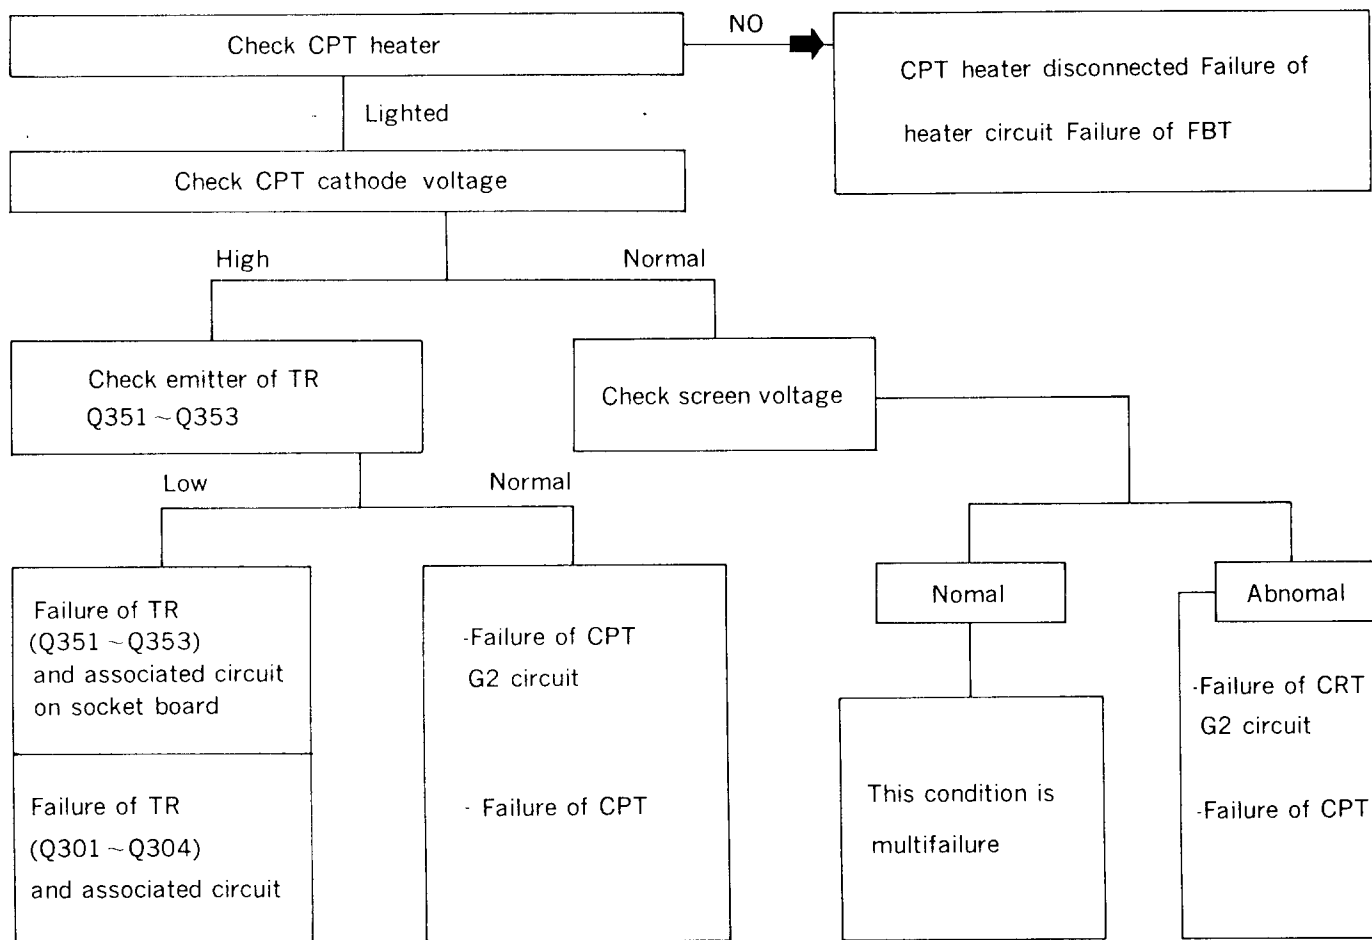 Check CPT heater
NO
CPT heater disconnected Failure of
heater circuit Failure of FBT
Lighted
Check CPT cathode voltage
High
Normal
Check emitter of TR
Q351 ~ Q353
Check screen voltage
Low
Normal
Failure of TR
(Q351 ~ Q353)
and associated circuit
on socket board
Failure of TR
(Q301 ~ Q304)
and associated circuit
-Failure of CPT
G2 circuit
- Failure of CPT
Nomal
Abnomal
This condition is
multifailure
-Failure of CRT
G2 circuit
-Failure of CPT